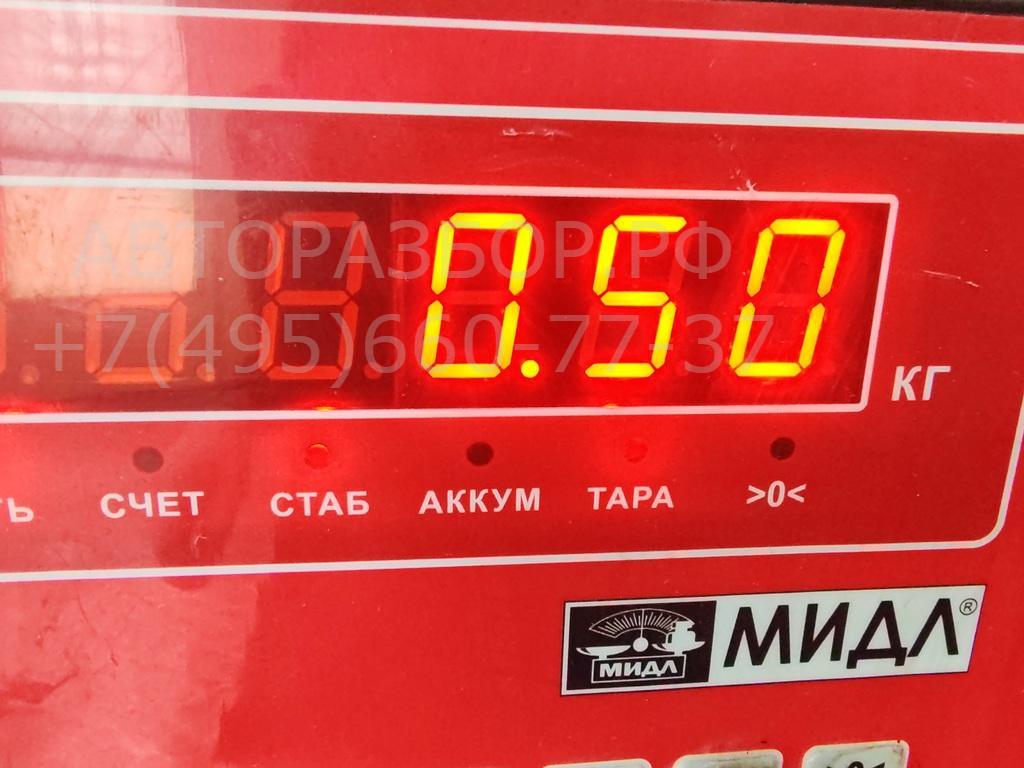 АВТОРАЗБОР.РФ
0.50
+7(495)660-77-37
КГ
СЧЕТ СТАБ АККУМ ТАРА >0<
МИДЛ МИДЛ®